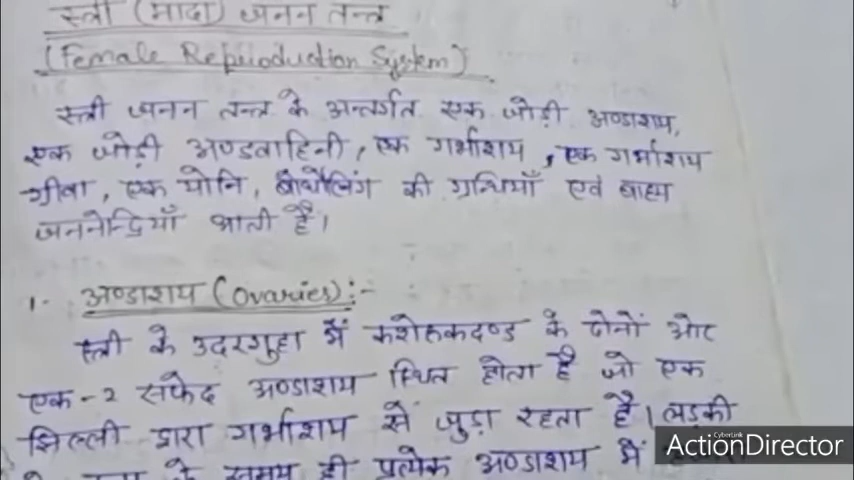 स्त्री (मादा) जनन तन्त्र
(Female Reproduction System)
स्त्री जनन तन्त्र के अन्तर्गत एक जोड़ी अण्डाशय,
एक जोड़ी अण्डवाहिनी, एक गर्भाशय, एक गर्भाशय
ग्रीवा, एक योनि, बार्थोलिंग की ग्रन्थियाँ एवं बाह्य
जननेन्द्रियाँ आती है।
1. अण्डाशय (Ovaries):-
स्त्री के उदरगुहा में कशेरूकदण्ड के दोनों ओर
एक-2 सफेद अण्डाशय स्थित होता है जो एक
झिल्ली द्वारा गर्भाशय से जुड़ा रहता है। लड़की
के समय ही प्रत्येक अण्डाशय में
CyberLink
ActionDirector